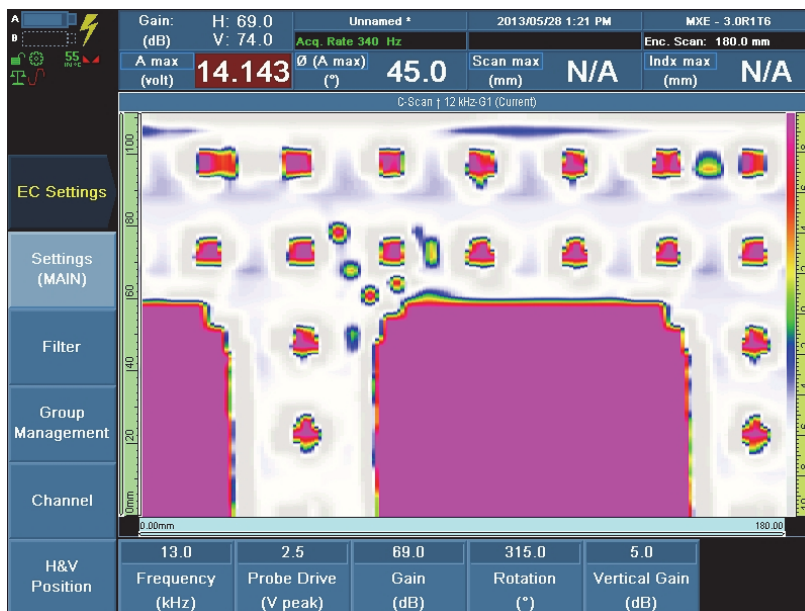 A
B
55
IN °C
Gain: H: 69.0
(dB) V: 74.0
Unnamed *
2013/05/28 1:21 PM
MXE - 3.0R1T6
Acq. Rate 340 Hz
Enc. Scan: 180.0 mm
A max
(volt)
14.143
Ø (A max)
(°)
45.0
Scan max
(mm)
N/A
Indx max
(mm)
N/A
C-Scan ↑ 12 kHz-G1 (Current)
EC Settings
Settings
(MAIN)
Filter
Group
Management
Channel
H&V
Position
|100
|80
|60
|40
|20
0mm
0.00mm
180.00
13.0
Frequency
(kHz)
2.5
Probe Drive
(V peak)
69.0
Gain
(dB)
315.0
Rotation
(°)
5.0
Vertical Gain
(dB)